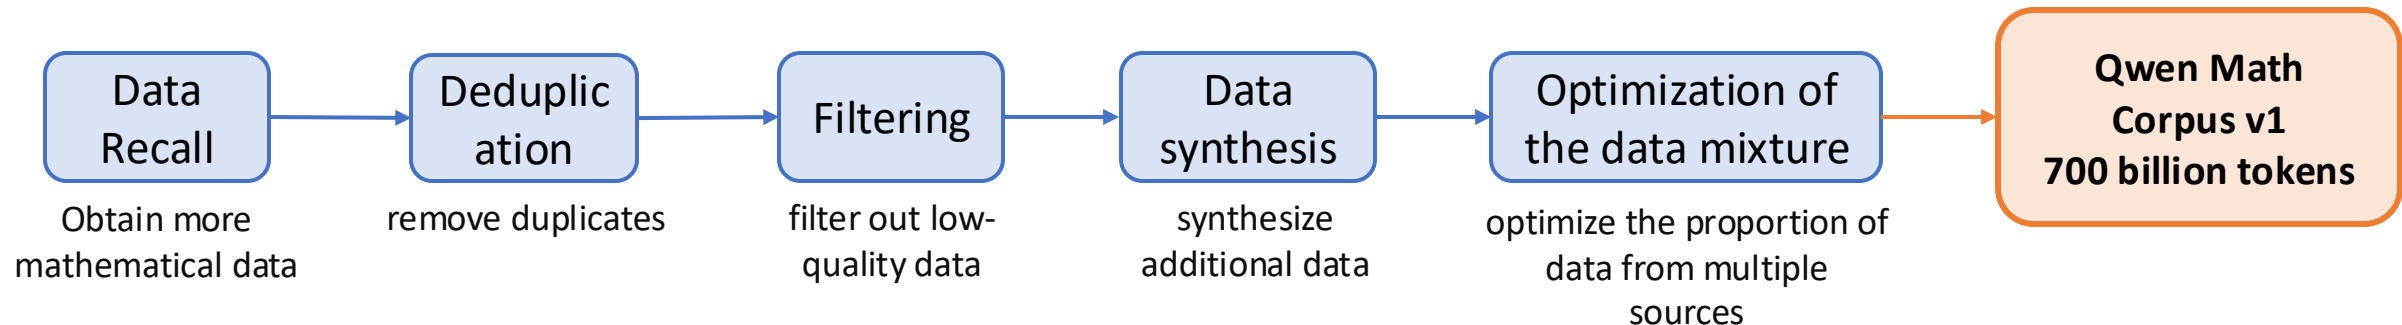 Data
Recall
Obtain more
mathematical data
Deduplic
ation
remove duplicates
Filtering
filter out low-
quality data
Data
synthesis
synthesize
additional data
Optimization of
the data mixture
optimize the proportion of
data from multiple
sources
Qwen Math
Corpus v1
700 billion tokens